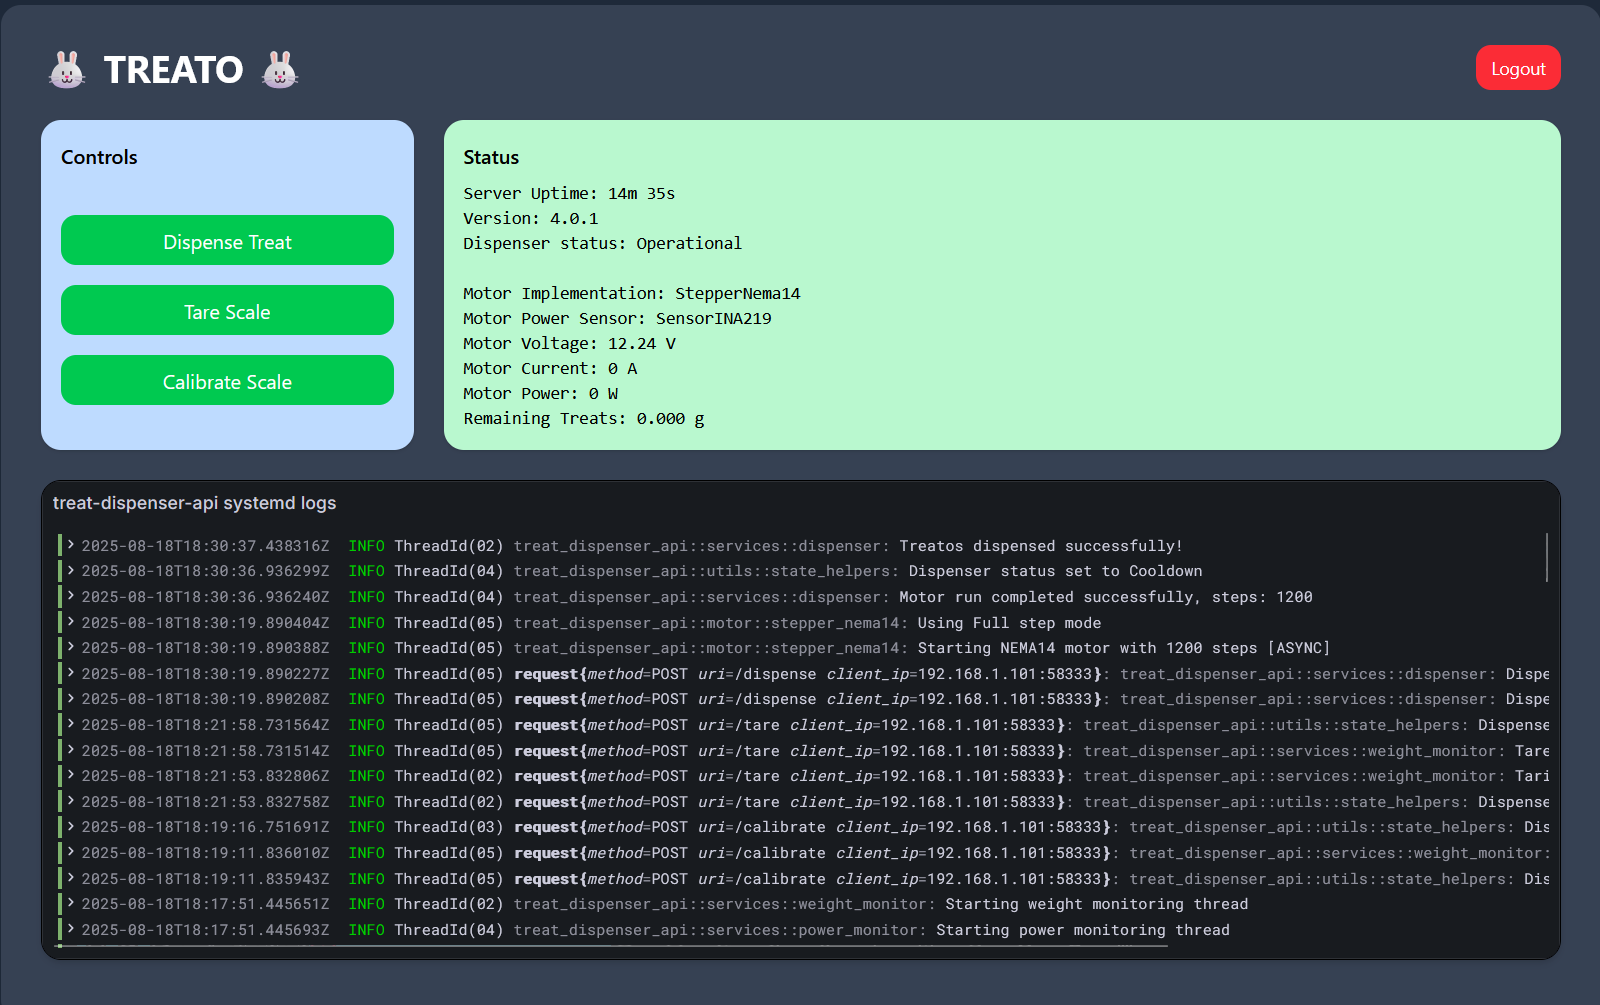 TREATO
Logout
Controls
Dispense Treat
Tare Scale
Calibrate Scale
Status
Server Uptime: 14m 35s
Version: 4.0.1
Dispenser status: Operational
Motor Implementation: StepperNema14
Motor Power Sensor: SensorINA219
Motor Voltage: 12.24 V
Motor Current: 0 A
Motor Power: 0 W
Remaining Treats: 0.000 g
treat-dispenser-api systemd logs
2025-08-18T18:30:37.438316Z INFO ThreadId(02) treat_dispenser_api::services::dispenser: Treatos dispensed successfully!
2025-08-18T18:30:36.936299Z INFO ThreadId(04) treat_dispenser_api::utils::state_helpers: Dispenser status set to Cooldown
2025-08-18T18:30:36.936240Z INFO ThreadId(04) treat_dispenser_api::services::dispenser: Motor run completed successfully, steps: 1200
2025-08-18T18:30:19.890404Z INFO ThreadId(05) treat_dispenser_api::motor::stepper_nema14: Using Full step mode
2025-08-18T18:30:19.890388Z INFO ThreadId(05) treat_dispenser_api::motor::stepper_nema14: Starting NEMA14 motor with 1200 steps [ASYNC]
2025-08-18T18:30:19.890227Z INFO ThreadId(05) request{method=POST uri=/dispense client_ip=192.168.1.101:58333}: treat_dispenser_api::services::dispenser: Dispe
2025-08-18T18:30:19.890208Z INFO ThreadId(05) request{method=POST uri=/dispense client_ip=192.168.1.101:58333}: treat_dispenser_api::services::dispenser: Dispe
2025-08-18T18:21:58.731564Z INFO ThreadId(05) request{method=POST uri=/tare client_ip=192.168.1.101:58333}: treat_dispenser_api::utils::state_helpers: Dispense
2025-08-18T18:21:58.731514Z INFO ThreadId(05) request{method=POST uri=/tare client_ip=192.168.1.101:58333}: treat_dispenser_api::services::weight_monitor: Tare
2025-08-18T18:21:53.832806Z INFO ThreadId(02) request{method=POST uri=/tare client_ip=192.168.1.101:58333}: treat_dispenser_api::services::weight_monitor: Tari
2025-08-18T18:21:53.832758Z INFO ThreadId(02) request{method=POST uri=/tare client_ip=192.168.1.101:58333}: treat_dispenser_api::utils::state_helpers: Dispense
2025-08-18T18:19:16.751691Z INFO ThreadId(03) request{method=POST uri=/calibrate client_ip=192.168.1.101:58333}: treat_dispenser_api::utils::state_helpers: Dis
2025-08-18T18:19:11.836010Z INFO ThreadId(05) request{method=POST uri=/calibrate client_ip=192.168.1.101:58333}: treat_dispenser_api::services::weight_monitor:
2025-08-18T18:19:11.835943Z INFO ThreadId(05) request{method=POST uri=/calibrate client_ip=192.168.1.101:58333}: treat_dispenser_api::utils::state_helpers: Dis
2025-08-18T18:17:51.445651Z INFO ThreadId(02) treat_dispenser_api::services::weight_monitor: Starting weight monitoring thread
2025-08-18T18:17:51.445693Z INFO ThreadId(04) treat_dispenser_api::services::power_monitor: Starting power monitoring thread